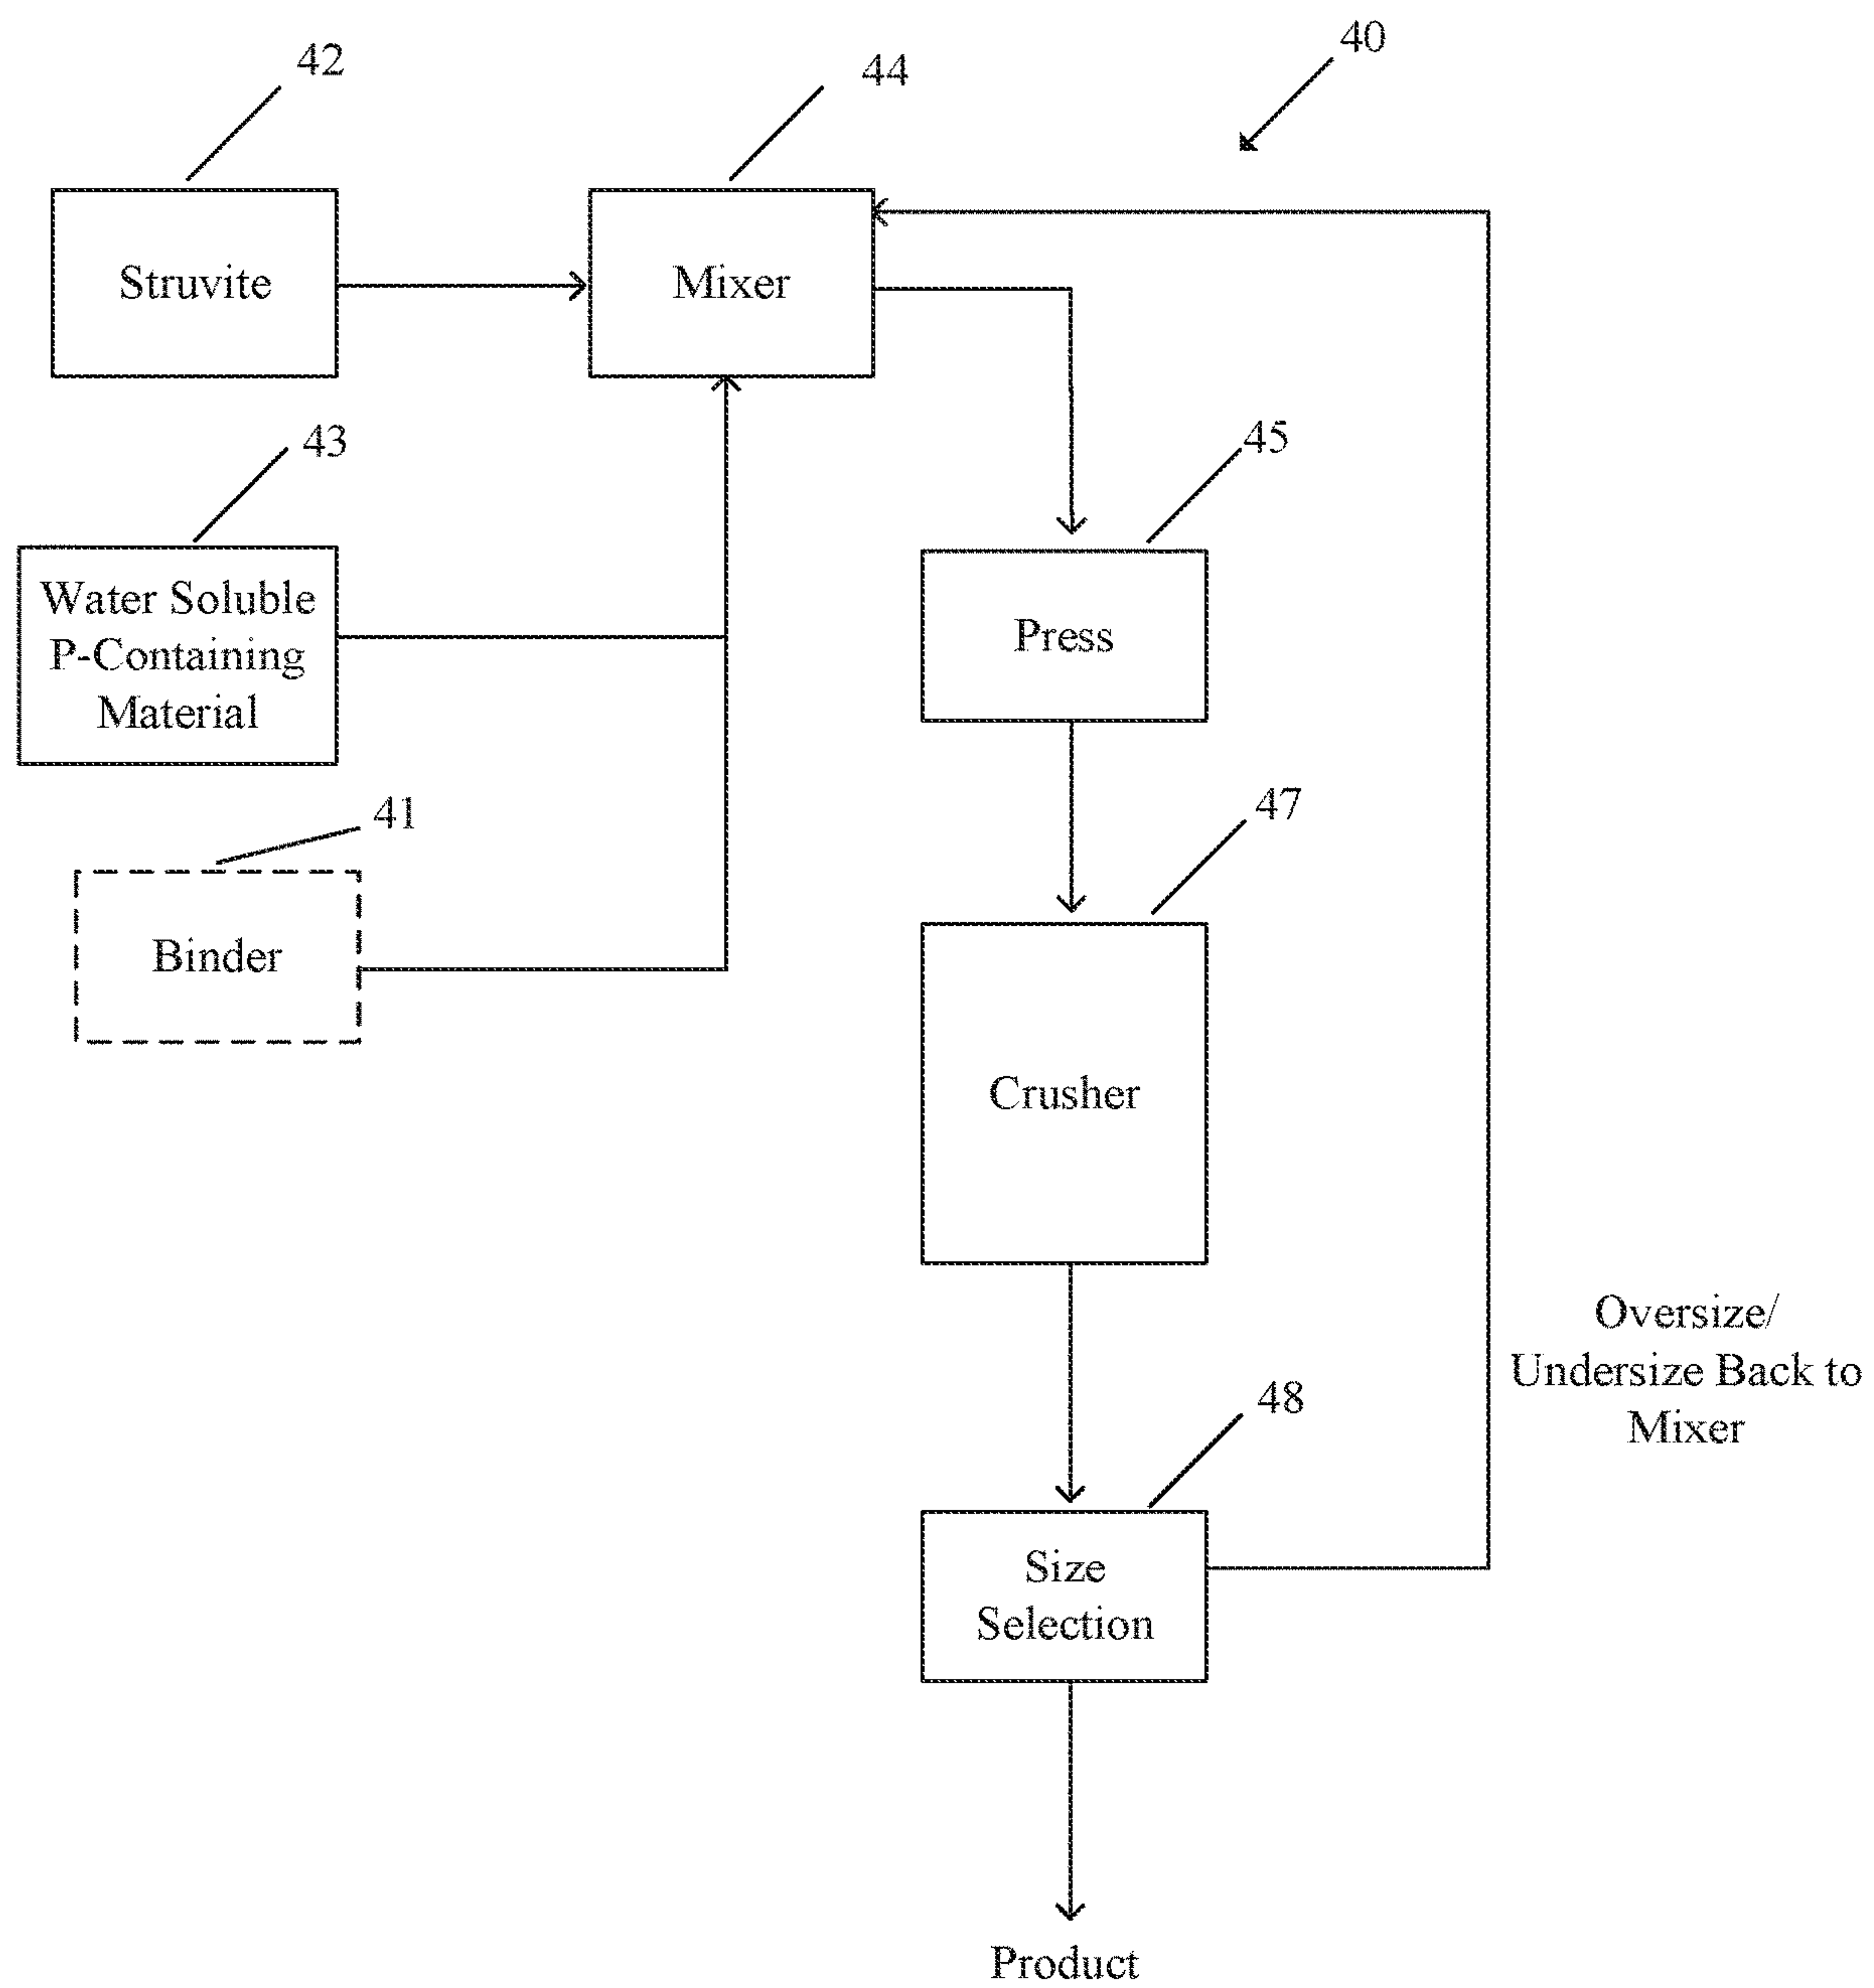 40
42
44
Struvite
Mixer
43
45
Water Soluble
P-Containing
Material
Press
41
47
Binder
Crusher
Oversize/
Undersize Back to
Mixer
48
Size
Selection
Product